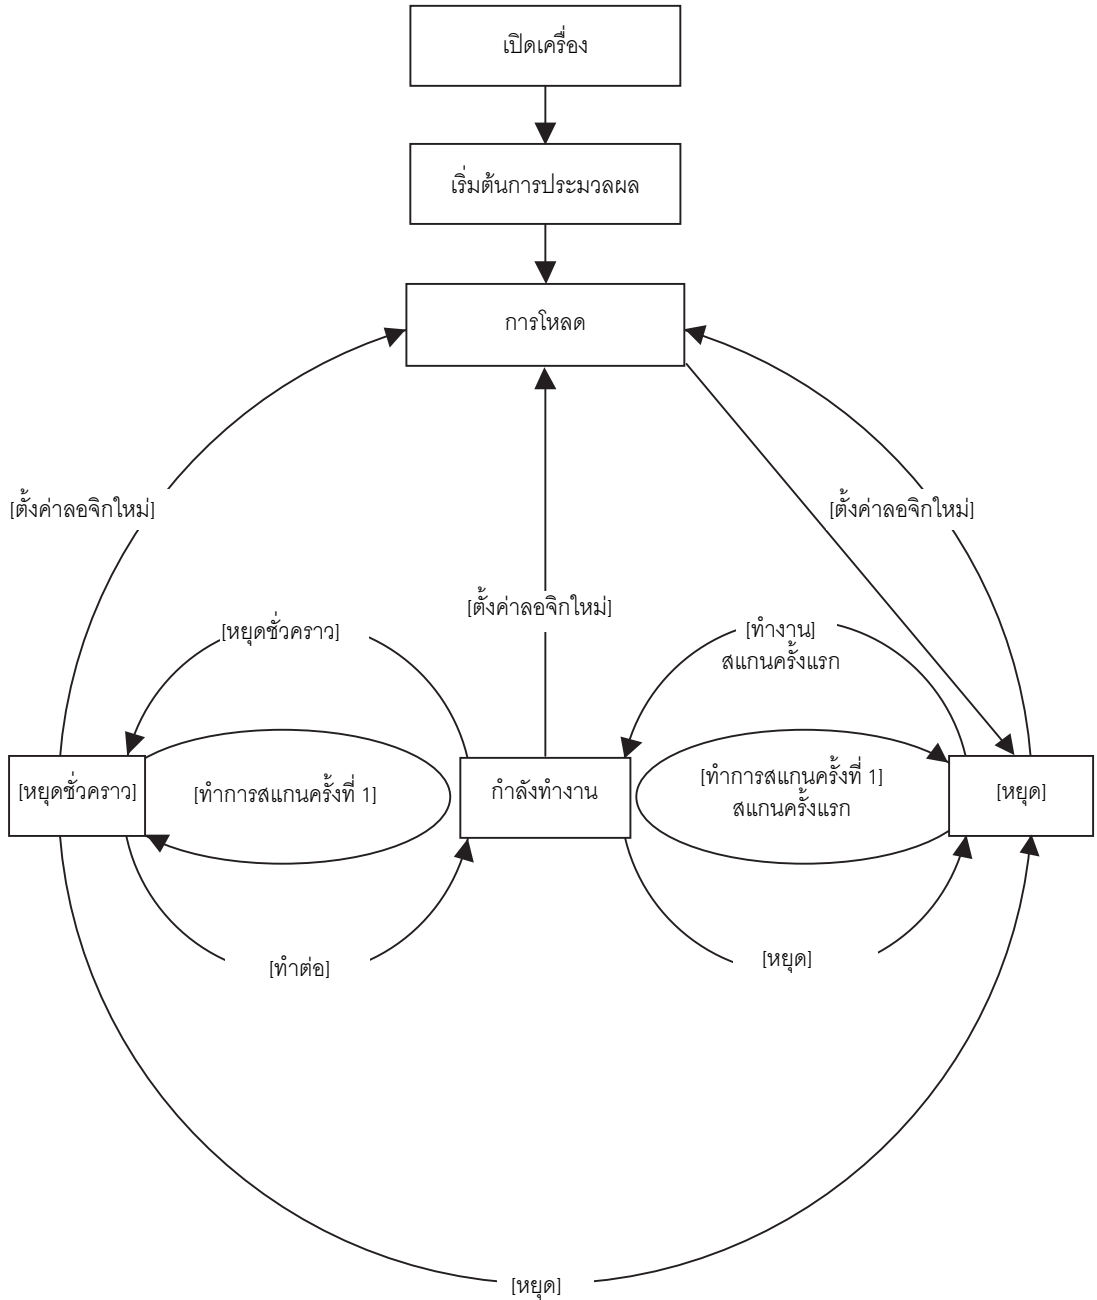 เปิดเครื่อง
เริ่มต้นการประมวลผล
การโหลด
[ตั้งค่าลอจิกใหม่]
[ตั้งค่าลอจิกใหม่]
[ตั้งค่าลอจิกใหม่]
[หยุดชั่วคราว]
[ทำงาน]
สแกนครั้งแรก
[หยุดชั่วคราว]
[ทำการสแกนครั้งที่ 1]
กำลังทำงาน
[ทำการสแกนครั้งที่ 1]
สแกนครั้งแรก
[หยุด]
[ทำต่อ]
[หยุด]
[หยุด]